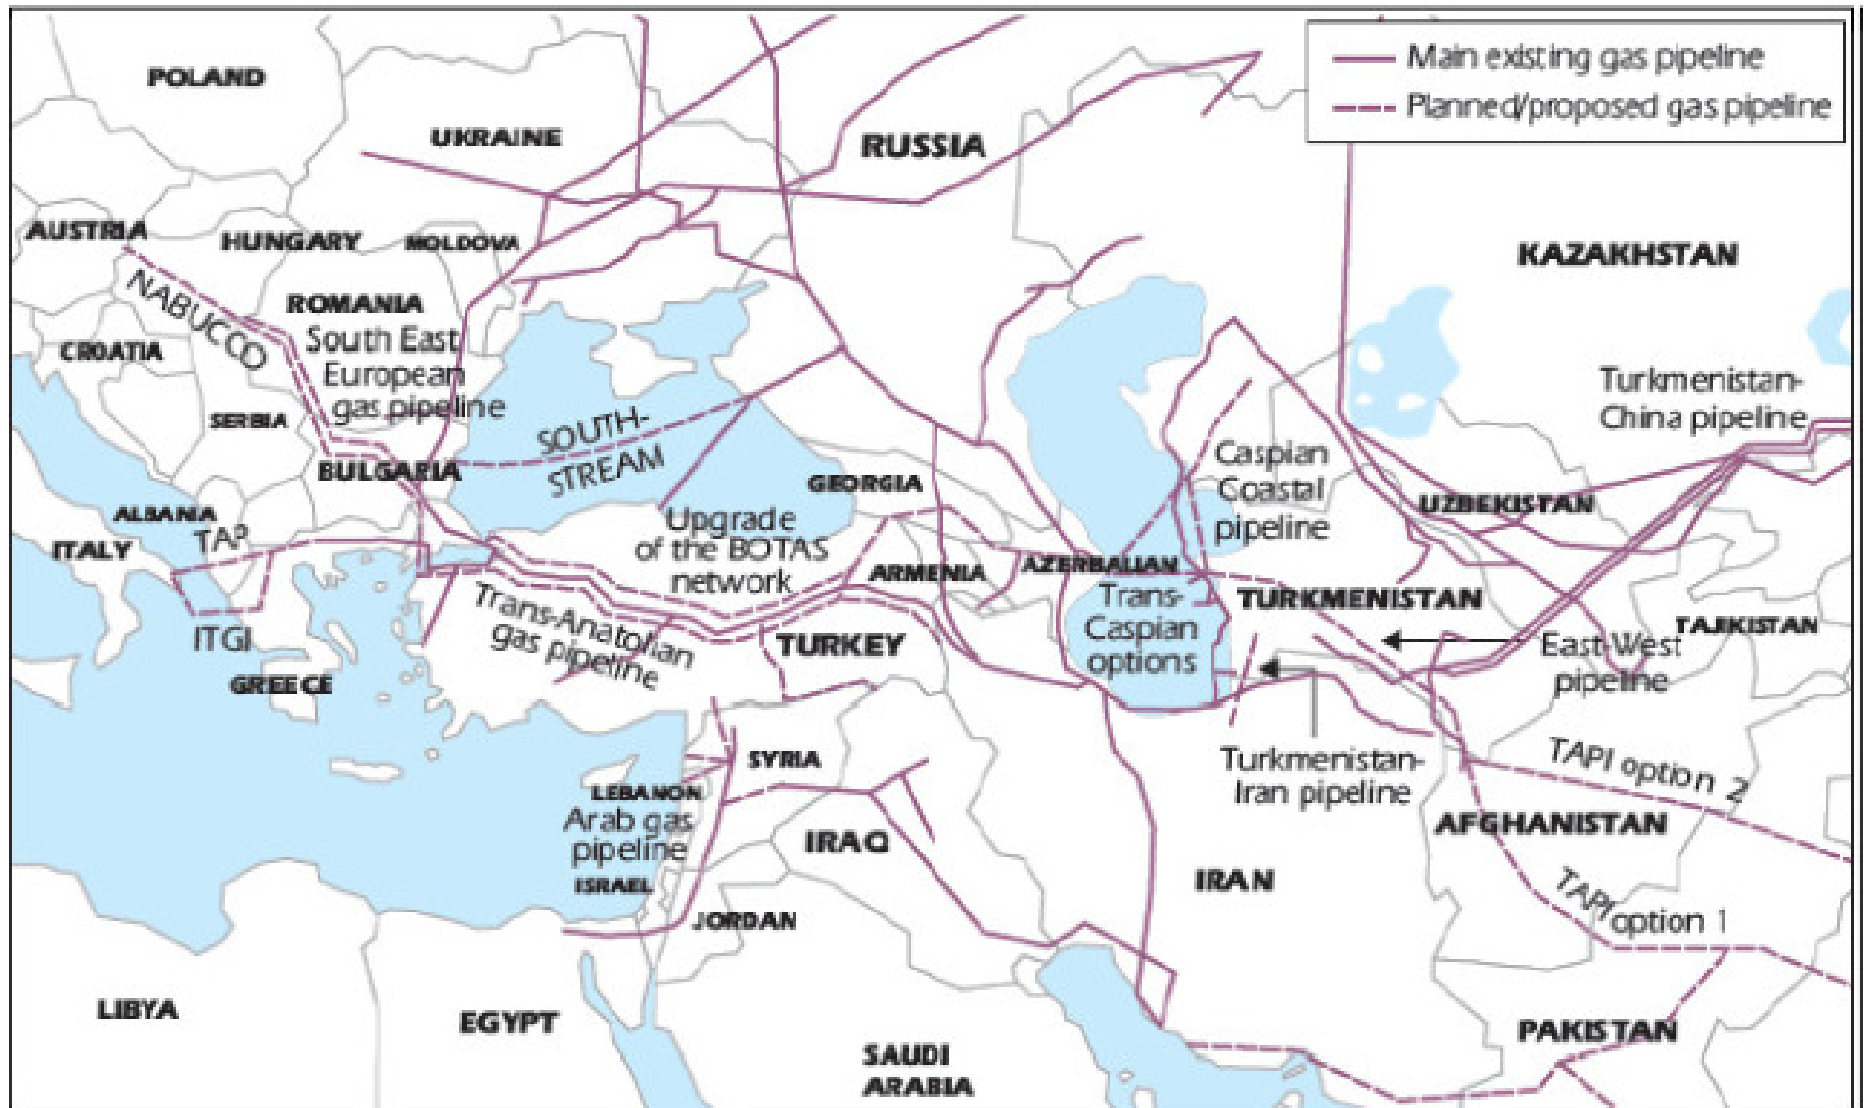 Main existing gas pipeline
Planned/proposed gas pipeline
POLAND
UKRAINE
RUSSIA
AUSTRIA
HUNGARY
MOLDOVA
KAZAKHSTAN
NABUCCO
ROMANIA
South East
European
gas pipeline
CROATIA
SERBIA
BULGARIA
SOUTH-
STREAM
Turkmenistan-
China pipeline
Caspian
Coastal
pipeline
GEORGIA
UZBEKISTAN
ALBANIA
TAP
ITALY
Upgrade
of the BOTAS
network
ARMENIA
AZERBAIJAN
Trans-
Caspian
options
TURKMENISTAN
TAJIKISTAN
ITGI
Trans-Anatolian
gas pipeline
TURKEY
East-West
pipeline
GREECE
SYRIA
Turkmenistan-
Iran pipeline
TAPI option 2
LEBANON
Arab gas
pipeline
IRAQ
AFGHANISTAN
ISRAEL
IRAN
JORDAN
TAPI option 1
LIBYA
EGYPT
SAUDI
ARABIA
PAKISTAN